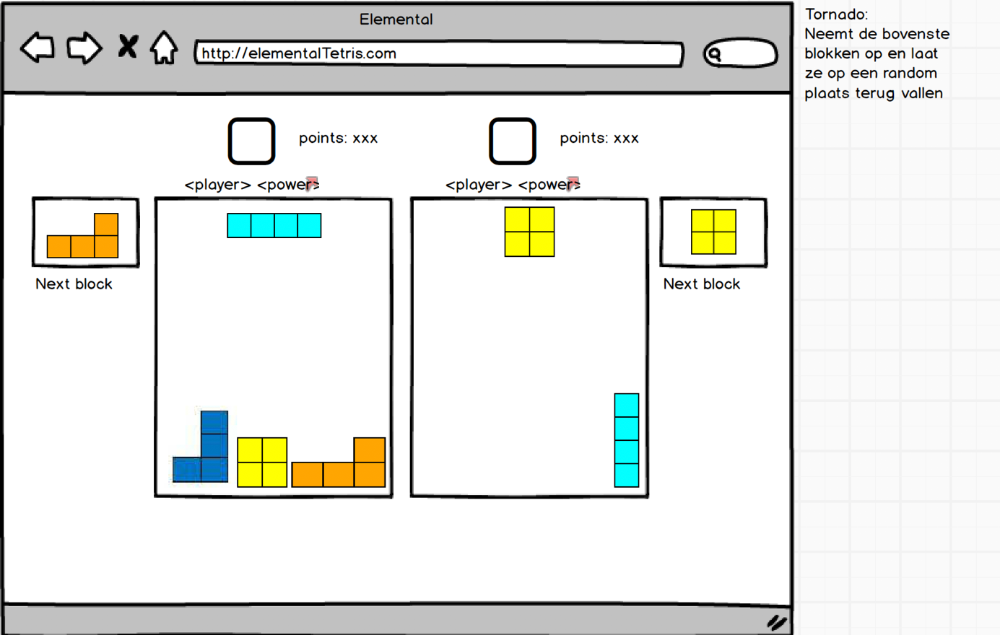 Elemental
http://elementalTetris.com
points: xxx
points: xxx
<player> <power>
<player> <power>
Next block
Next block
Tornado:
Neemt de bovenste
blokken op en laat
ze op een random
plaats terug vallen